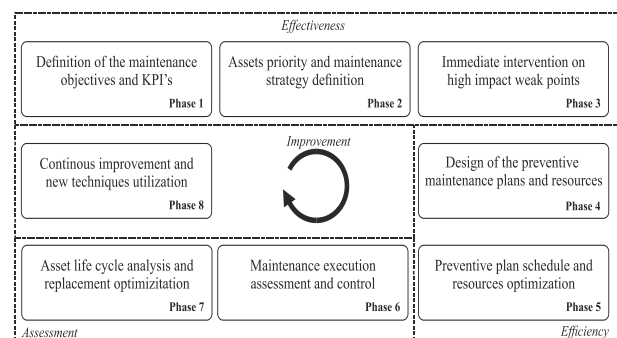 Effectiveness
Definition of the maintenance
objectives and KPI's
Phase 1
Assets priority and maintenance
strategy definition
Phase 2
Immediate intervention on
high impact weak points
Phase 3
Improvement
Continous improvement and
new techniques utilization
Phase 8
Design of the preventive
maintenance plans and resources
Phase 4
Asset life cycle analysis and
replacement optimizitation
Phase 7
Maintenance execution
assessment and control
Phase 6
Preventive plan schedule and
resources optimization
Phase 5
Assessment
Efficiency